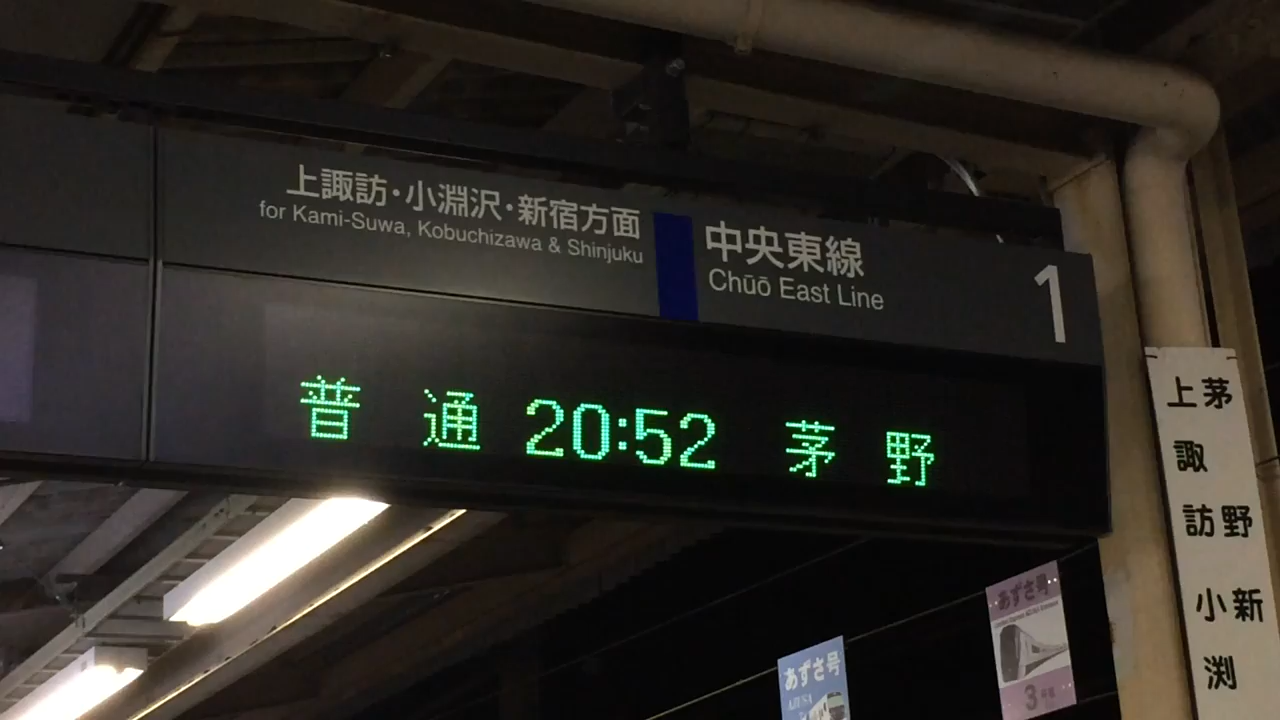 上諏訪・小淵沢・新宿方面
for Kami-Suwa, Kobuchizawa & Shinjuku
中央東線
Chūō East Line
1
普通 20:52 茅野
茅野
上諏訪
新
小渕
あずさ号
あずさ号
3